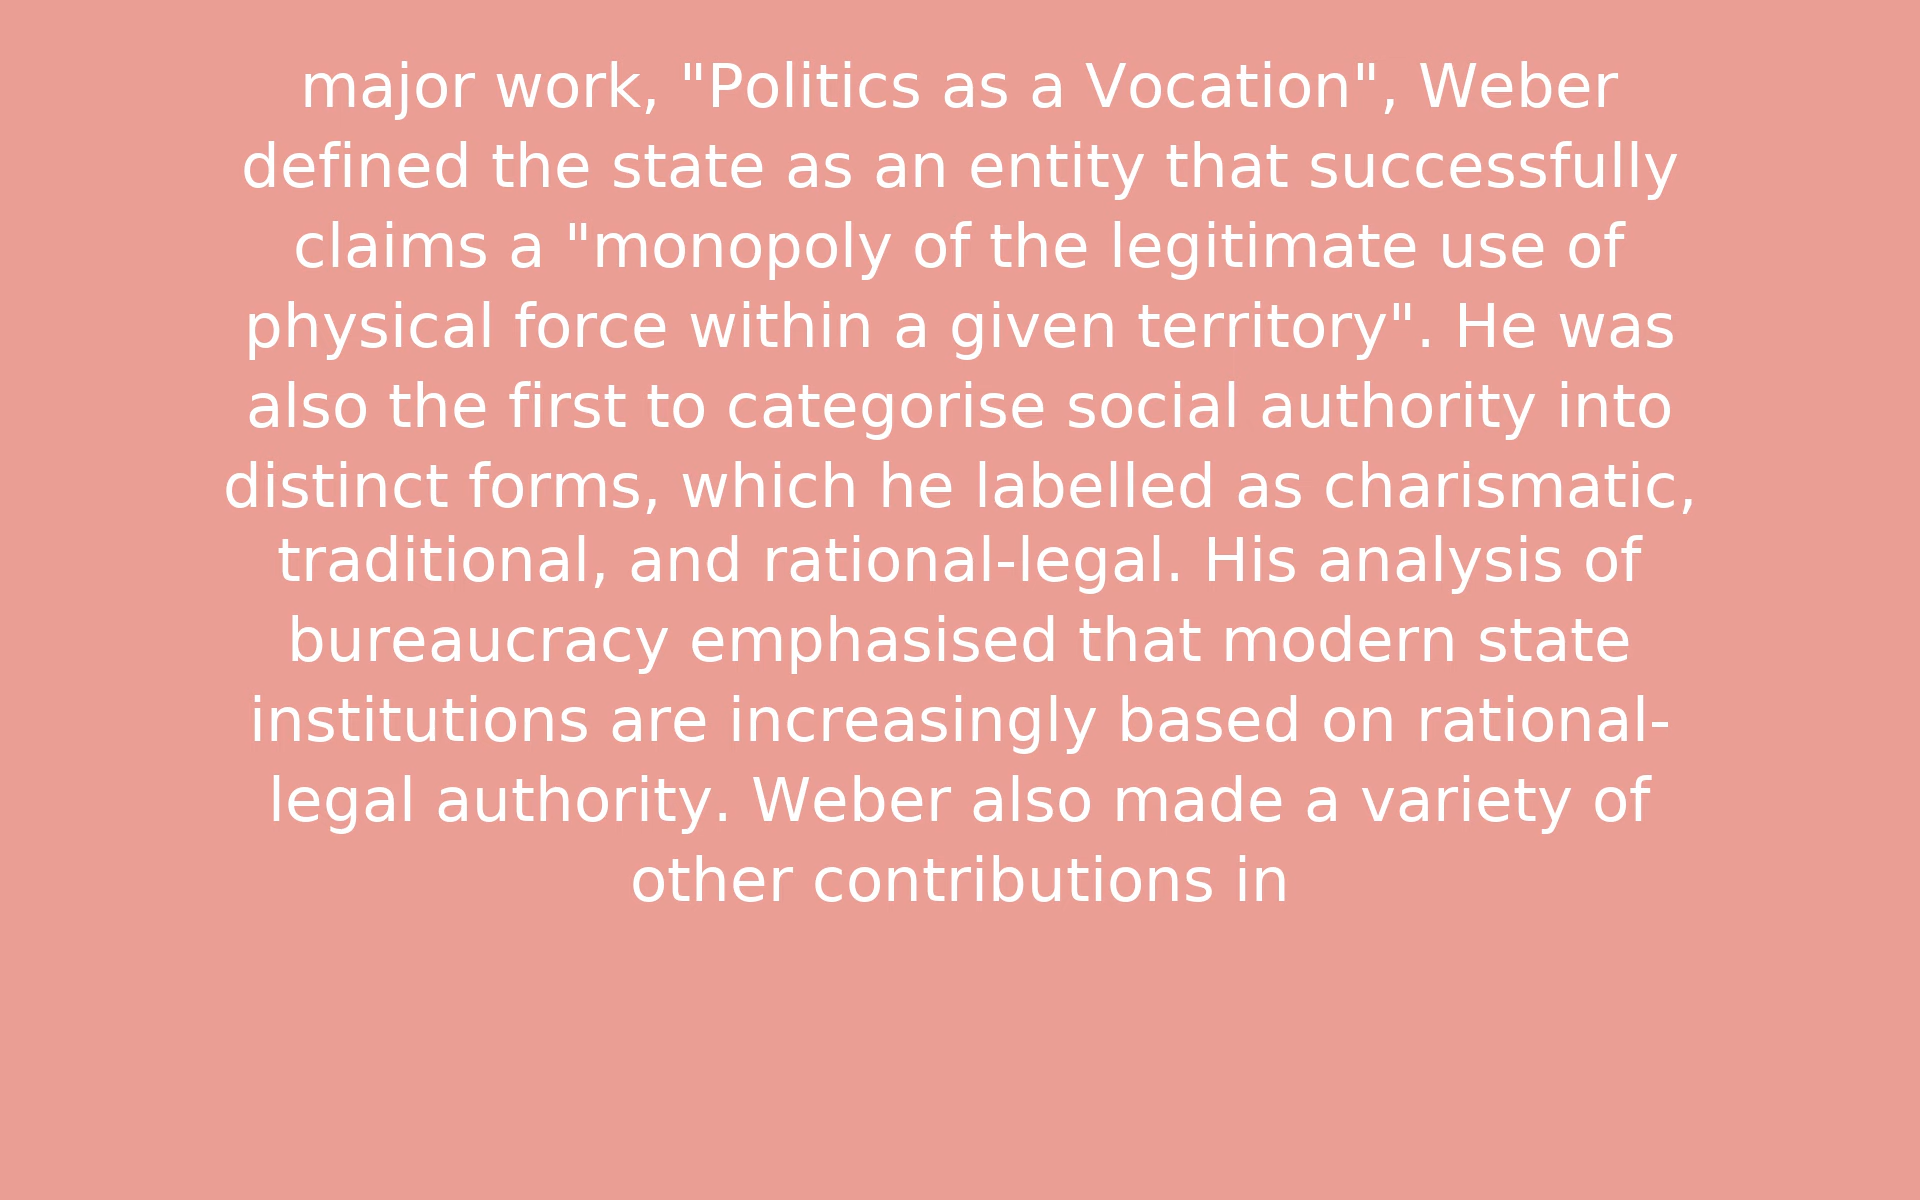 major work, "Politics as a Vocation", Weber
defined the state as an entity that successfully
claims a "monopoly of the legitimate use of
physical force within a given territory". He was
also the first to categorise social authority into
distinct forms, which he labelled as charismatic,
traditional, and rational-legal. His analysis of
bureaucracy emphasised that modern state
institutions are increasingly based on rational-
legal authority. Weber also made a variety of
other contributions in